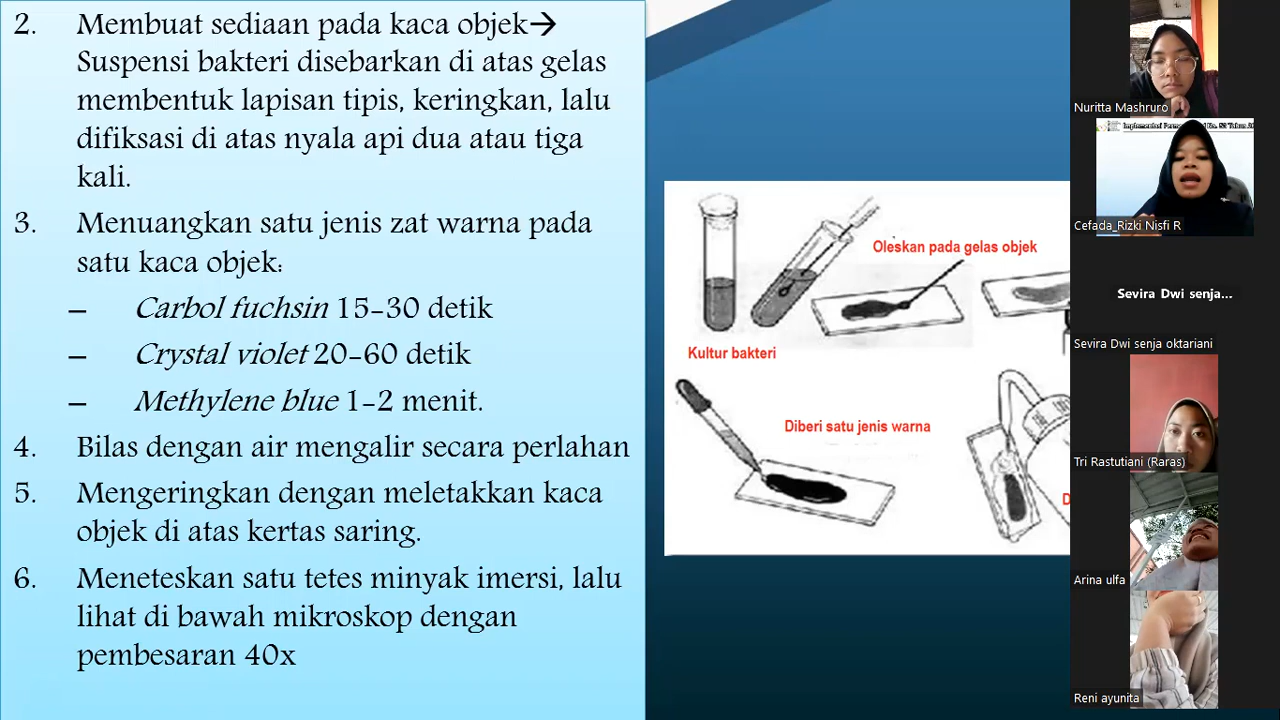 2. Membuat sediaan pada kaca objek→
Suspensi bakteri disebarkan di atas gelas
membentuk lapisan tipis, keringkan, lalu
difiksasi di atas nyala api dua atau tiga
kali.
3. Menuangkan satu jenis zat warna pada
satu kaca objek:
– Carbol fuchsin 15-30 detik
– Crystal violet 20-60 detik
– Methylene blue 1-2 menit.
4. Bilas dengan air mengalir secara perlahan
5. Mengeringkan dengan meletakkan kaca
objek di atas kertas saring.
6. Meneteskan satu tetes minyak imersi, lalu
lihat di bawah mikroskop dengan
pembesaran 40x
Oleskan pada gelas objek
Kultur bakteri
Diberi satu jenis warna
D
Nuritta Mashruro
Cefada_Rizki Nisfi R
Sevira Dwi senja...
Sevira Dwi senja oktariani
Tri Rastutiani (Raras)
Arina ulfa
Reni ayunita